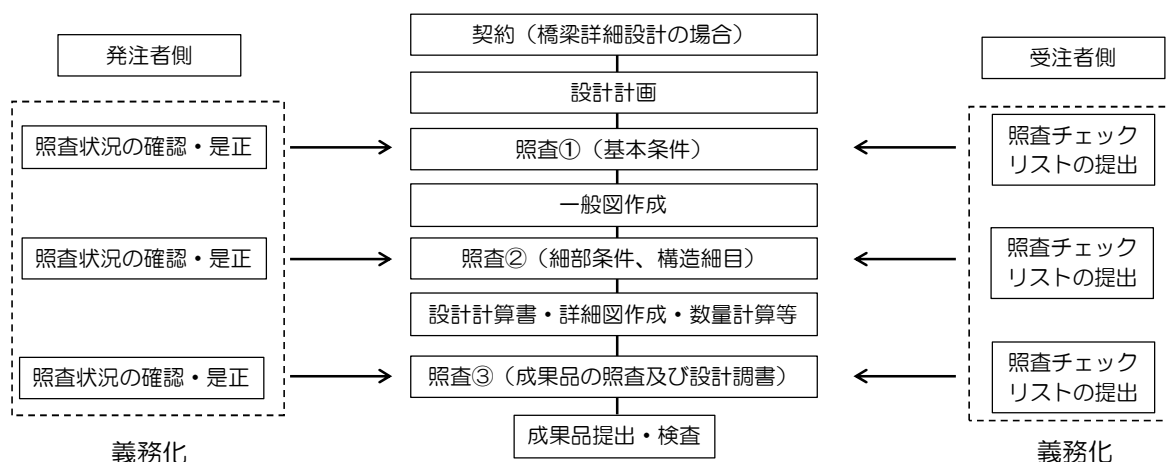 契約（橋梁詳細設計の場合）
発注者側
受注者側
設計計画
照査状況の確認・是正
照査①（基本条件）
照査チェック
リストの提出
一般図作成
照査状況の確認・是正
照査②（細部条件、構造細目）
照査チェック
リストの提出
設計計算書・詳細図作成・数量計算等
照査状況の確認・是正
照査③（成果品の照査及び設計調書）
照査チェック
リストの提出
成果品提出・検査
義務化
義務化